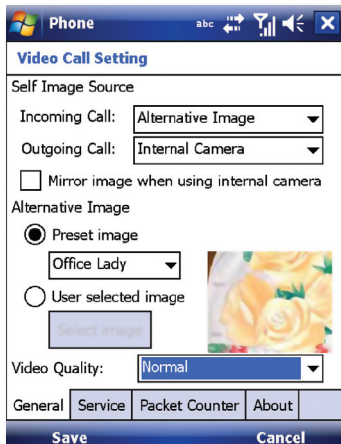 Phone abc
Video Call Setting
Self Image Source
Incoming Call: Alternative Image
Outgoing Call: Internal Camera
Mirror image when using internal camera
Alternative Image
Preset image
Office Lady
User selected image
Select image
Video Quality: Normal
General Service Packet Counter About
Save Cancel